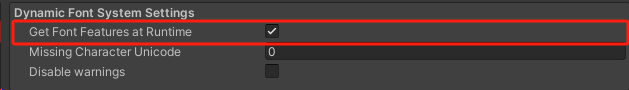 Dynamic Font System Settings
Get Font Features at Runtime
Missing Character Unicode 0
Disable warnings